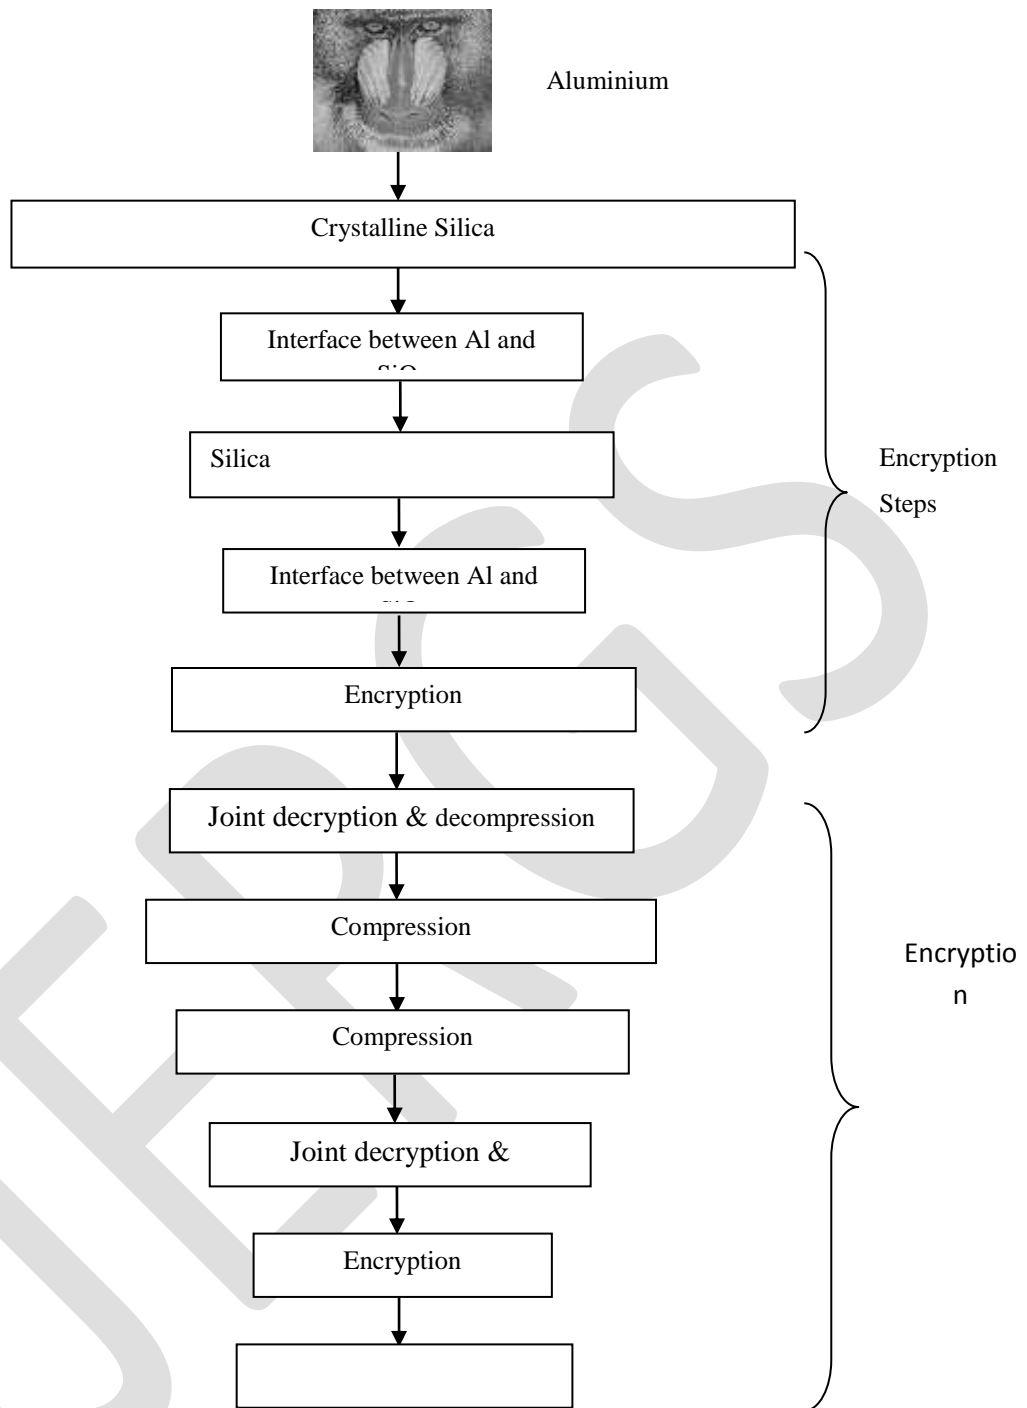 Aluminium
Crystalline Silica
Interface between Al and
SiO
Silica
Encryption
Steps
Interface between Al and
Encryption
Joint decryption & decompression
Compression
Encryptio
n
Compression
Joint decryption &
Encryption